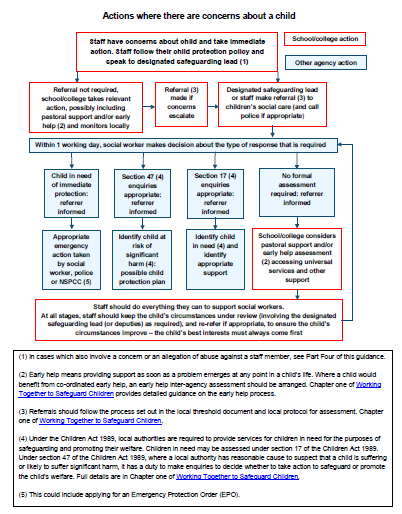 Actions where there are concerns about a child
Staff have concerns about child and take immediate
action. Staff follow their child protection policy and
speak to designated safeguarding lead (1)
School/college action
Other agency action
Referral not required,
school/college takes relevant
action, possibly including
pastoral support and/or early
help (2) and monitors locally
Referral (3)
made if
concerns
escalate
Designated safeguarding lead
or staff make referral (3) to
children's social care (and call
police if appropriate)
Within 1 working day, social worker makes decision about the type of response that is required
Child in need
of immediate
protection:
referrer
informed
Section 47 (4)
enquiries
appropriate:
referrer
informed
Section 17 (4)
enquiries
appropriate:
referrer
informed
No formal
assessment
required: referrer
informed
Appropriate
emergency
action taken
by social
worker, police
or NSPCC (5)
Identify child at
risk of
significant
harm (4):
possible child
protection plan
Identify child
in need (4) and
identify
appropriate
support
School/college considers
pastoral support and/or
early help assessment
(2) accessing universal
services and other
support
Staff should do everything they can to support social workers.
At all stages, staff should keep the child's circumstances under review (involving the designated
safeguarding lead (or deputies) as required), and re-refer if appropriate, to ensure the child's
circumstances improve – the child's best interests must always come first
(1) In cases which also involve a concern or an allegation of abuse against a staff member, see Part Four of this guidance.
(2) Early help means providing support as soon as a problem emerges at any point in a child's life. Where a child would
benefit from co-ordinated early help, an early help inter-agency assessment should be arranged. Chapter one of Working
Together to Safeguard Children provides detailed guidance on the early help process.
(3) Referrals should follow the process set out in the local threshold document and local protocol for assessment. Chapter
one of Working Together to Safeguard Children.
(4) Under the Children Act 1989, local authorities are required to provide services for children in need for the purposes of
safeguarding and promoting their welfare. Children in need may be assessed under section 17 of the Children Act 1989.
Under section 47 of the Children Act 1989, where a local authority has reasonable cause to suspect that a child is suffering
or likely to suffer significant harm, it has a duty to make enquiries to decide whether to take action to safeguard or promote
the child's welfare. Full details are in Chapter one of Working Together to Safeguard Children.
(5) This could include applying for an Emergency Protection Order (EPO).